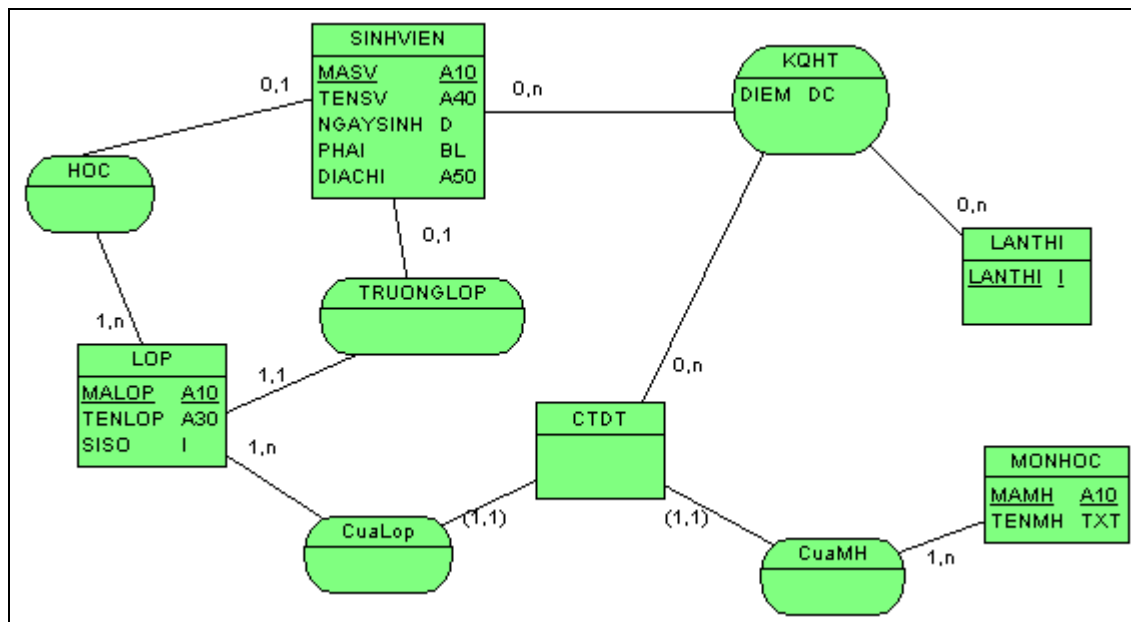 SINHVIEN
MASV A10
TENSV A40
NGAYSINH D
PHAI BL
DIACHI A50
KQHT
DIEM DC
0,1
0,n
HOC
0,1
0,n
LANTHI
LANTHI I
TRUONGLOP
1,n
LOP
MALOP A10
TENLOP A30
SISO I
1,1
0,n
CTDT
1,n
MONHOC
MAMH A10
TENMH TXT
(1,1)
(1,1)
CuaLop
CuaMH
1,n